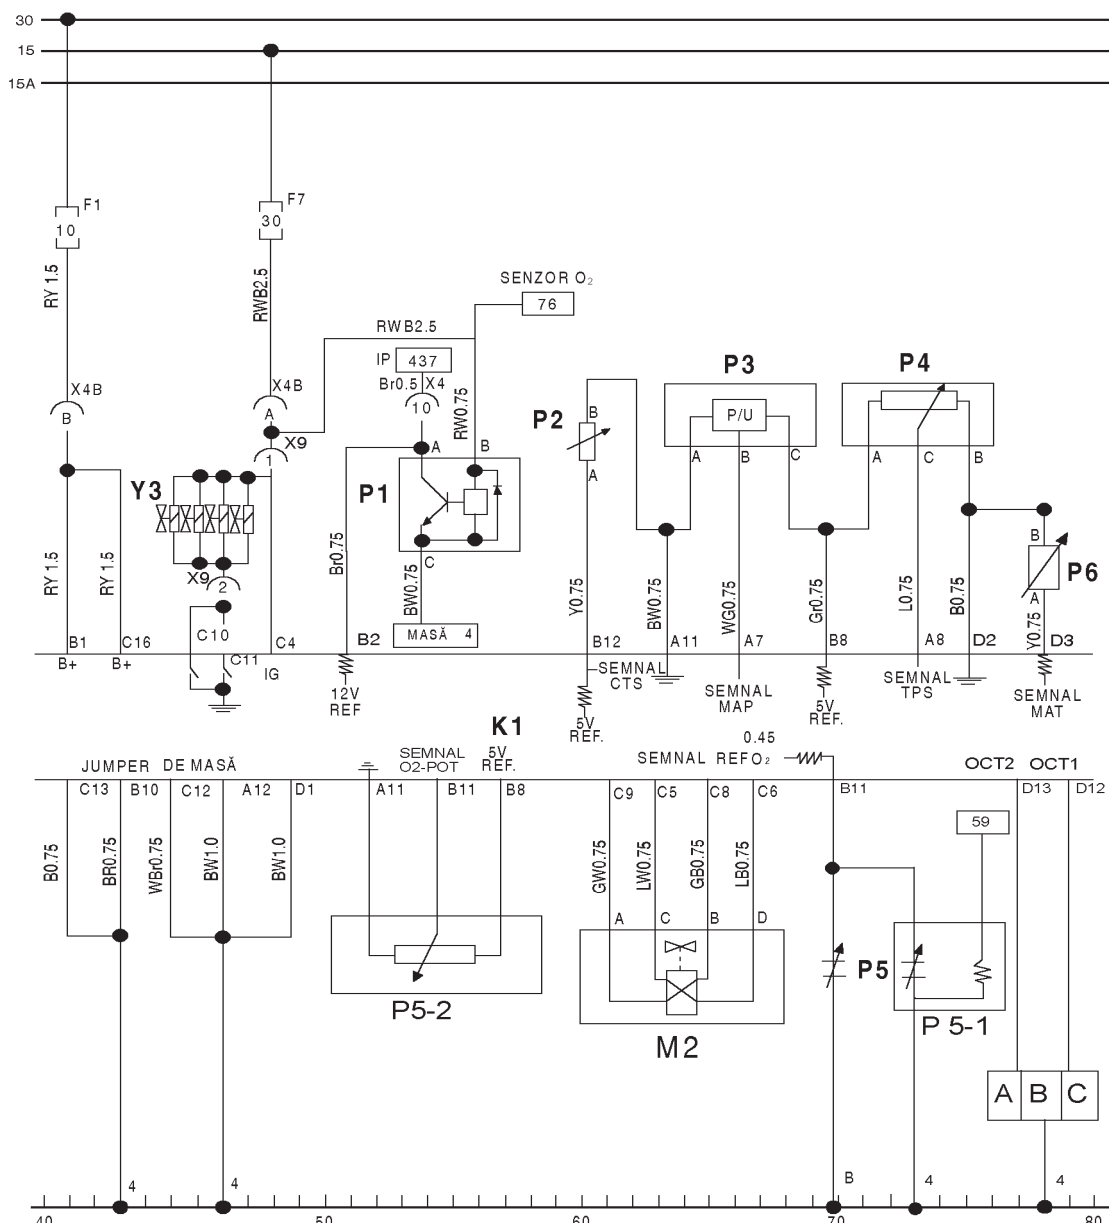 30
15
15A
F1
10
F7
30
RY 1.5
RWB2.5
SENZOR O₂
76
RWB2.5
IP
437
Br0.5
X4
10
X4B
B
X4B
A
X9
1
RW0.75
P1
A
B
C
P2
B
A
P3
P/U
A
B
C
P4
A
C
B
Y3
X9
2
RY 1.5
RY 1.5
Br0.75
BW0.75
MASĂ 4
Y0.75
BW0.75
WG0.75
Gr0.75
L0.75
B0.75
B
P6
A
Y0.75
B1
C16
C10
C11
C4
B2
B12
A11
A7
B8
A8
D2
D3
B+
B+
IG
12V
REF
SEMNAL
CTS
5V
REF.
SEMNAL
MAP
5V
REF.
SEMNAL
TPS
SEMNAL
MAT
K1
JUMPER DE MASĂ
SEMNAL
O2-POT
5V
REF.
0.45
SEMNAL REF O₂
OCT2
OCT1
C13
B10
C12
A12
D1
A11
B11
B8
C9
C5
C8
C6
B11
D13
D12
59
B0.75
BR0.75
WBr0.75
BW1.0
BW1.0
GW0.75
LW0.75
GB0.75
LB0.75
A
C
B
D
P5-2
M2
P5
P 5-1
A B C
4
4
B
4
4
40
50
60
70
80